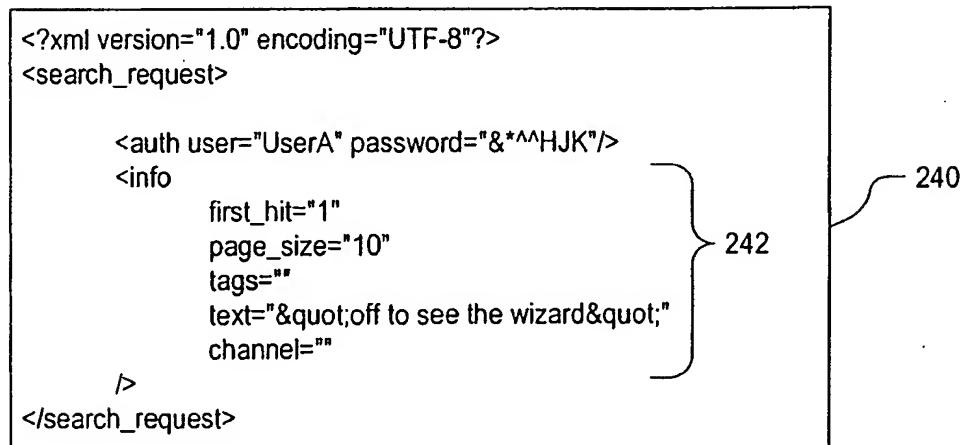 <?xml version="1.0" encoding="UTF-8"?>
<search_request>
<auth user="UserA" password="&*^^HJK"/>
<info
first_hit="1"
page_size="10"
tags=""
text="&quot;off to see the wizard&quot;"
channel=""
/>
</search_request>
240
242